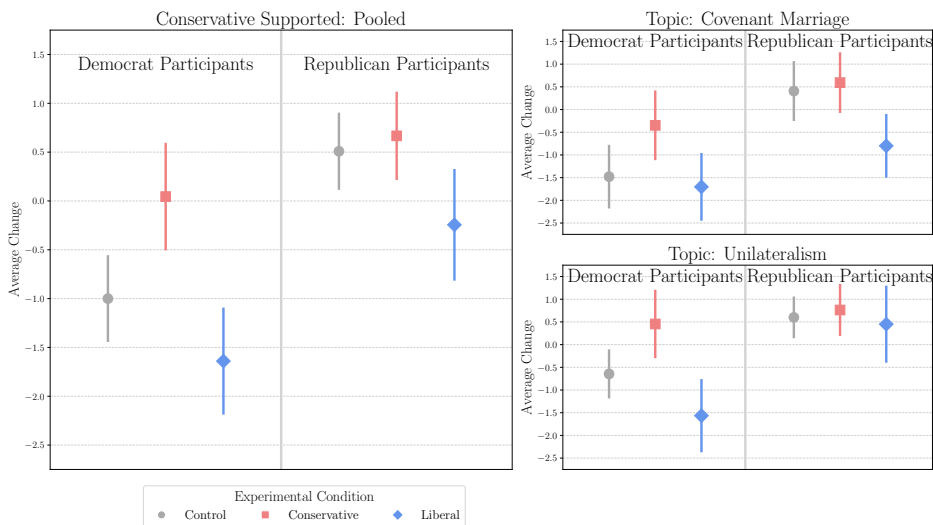 Conservative Supported: Pooled
Democrat Participants
Republican Participants
Average Change
1.5
1.0
0.5
0.0
−0.5
−1.0
−1.5
−2.0
−2.5
Topic: Covenant Marriage
Democrat Participants
Republican Participants
Average Change
1.5
1.0
0.5
0.0
−0.5
−1.0
−1.5
−2.0
−2.5
Topic: Unilateralism
Democrat Participants
Republican Participants
Average Change
1.5
1.0
0.5
0.0
−0.5
−1.0
−1.5
−2.0
−2.5
Experimental Condition
Control
Conservative
Liberal